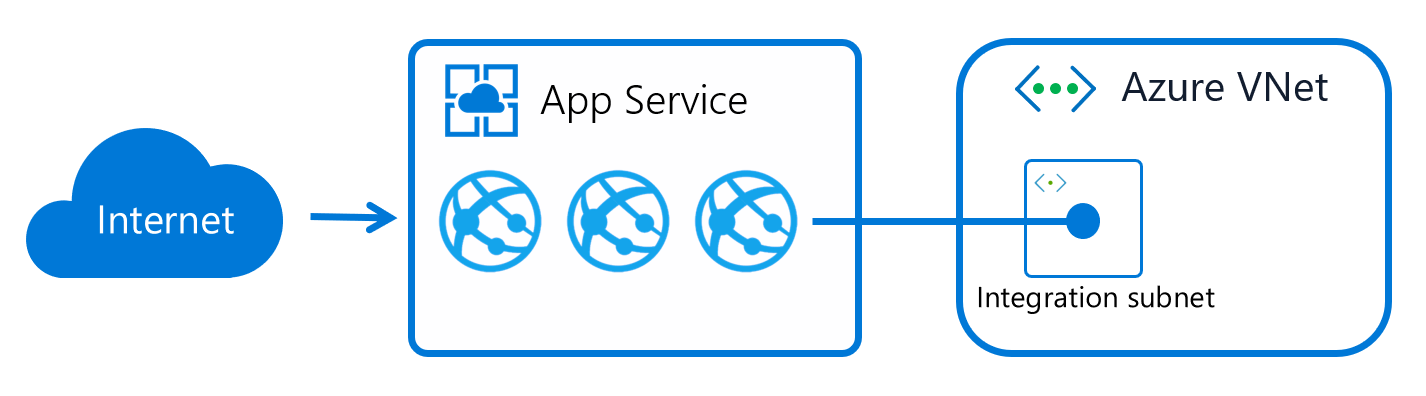 Internet
App Service
Azure VNet
Integration subnet